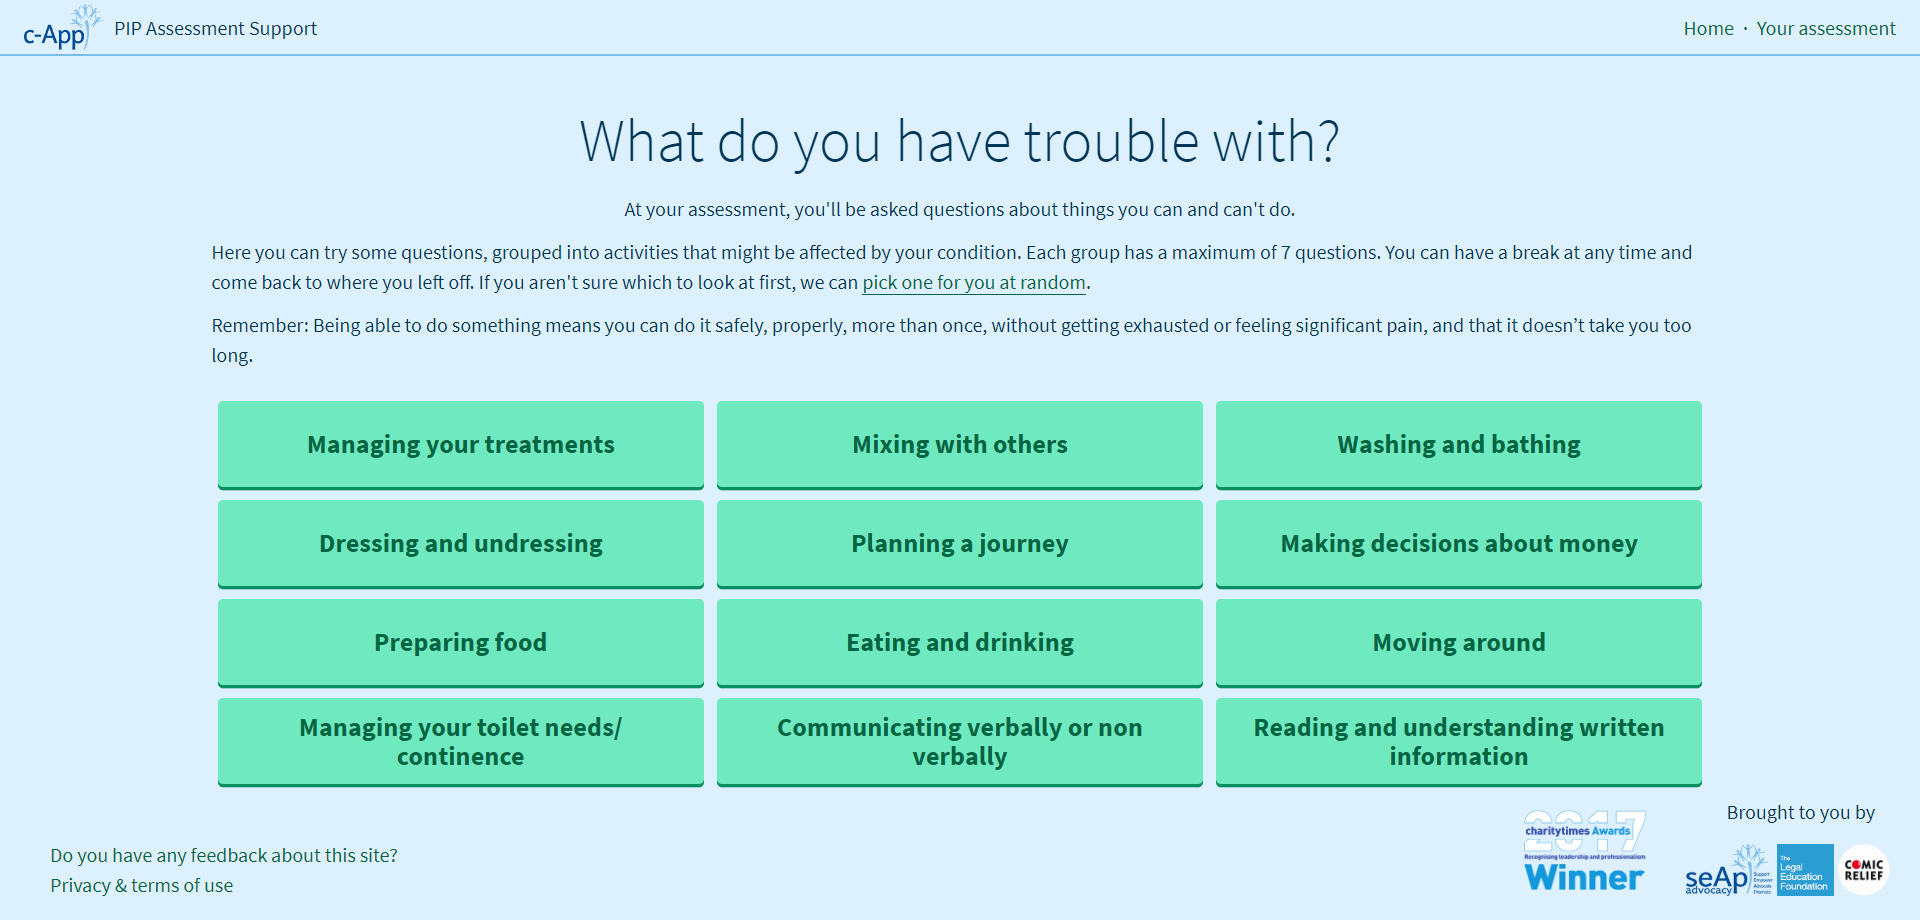 c-App PIP Assessment Support
Home · Your assessment
What do you have trouble with?
At your assessment, you'll be asked questions about things you can and can't do.
Here you can try some questions, grouped into activities that might be affected by your condition. Each group has a maximum of 7 questions. You can have a break at any time and
come back to where you left off. If you aren't sure which to look at first, we can pick one for you at random.
Remember: Being able to do something means you can do it safely, properly, more than once, without getting exhausted or feeling significant pain, and that it doesn’t take you too
long.
Managing your treatments
Mixing with others
Washing and bathing
Dressing and undressing
Planning a journey
Making decisions about money
Preparing food
Eating and drinking
Moving around
Managing your toilet needs/
continence
Communicating verbally or non
verbally
Reading and understanding written
information
Do you have any feedback about this site?
Privacy & terms of use
2017
charitytimes Awards
Recognising leadership and professionalism
Winner
Brought to you by
seAp
advocacy
Support
Empower
Advocate
Promote
The
Legal
Education
Foundation
COMIC
RELIEF